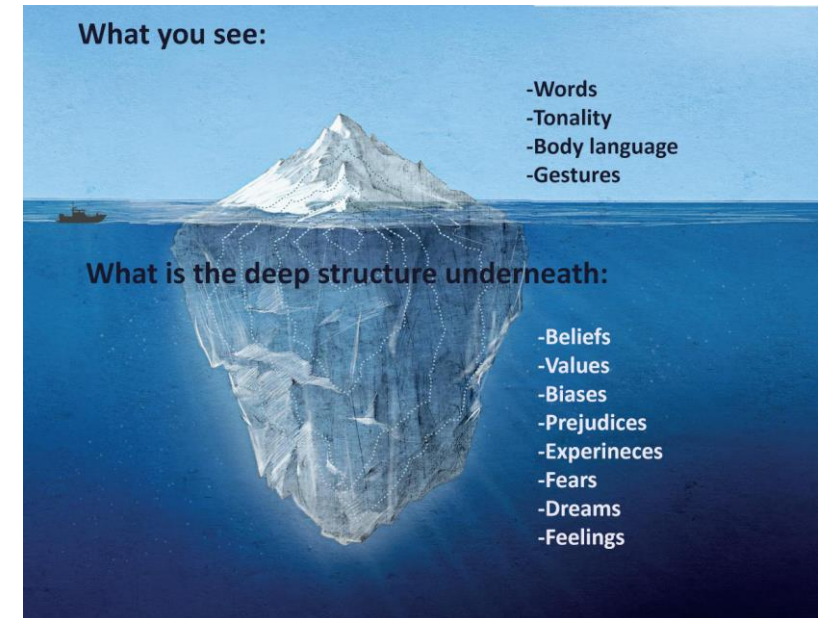 What you see:
-Words
-Tonality
-Body language
-Gestures
What is the deep structure underneath:
-Beliefs
-Values
-Biases
-Prejudices
-Experineces
-Fears
-Dreams
-Feelings